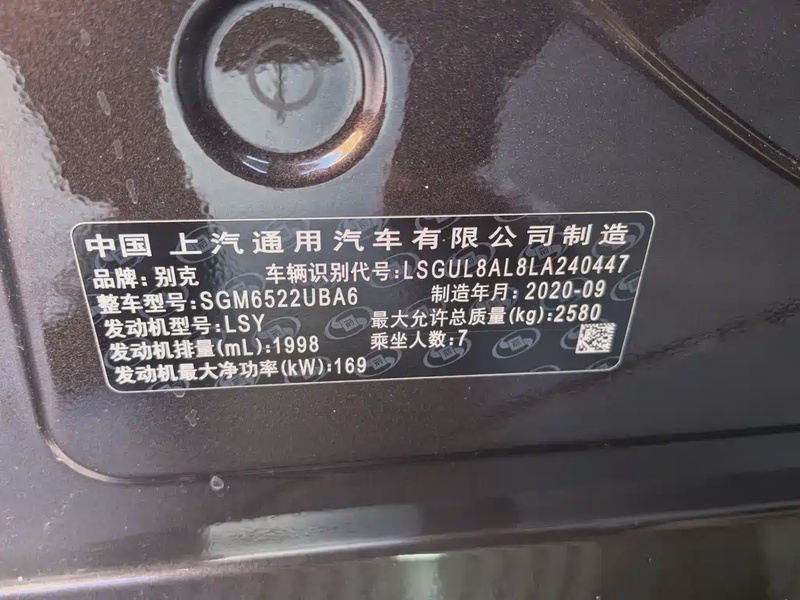 中国 上汽通用汽车有限公司制造
品牌:别克 车辆识别代号:LSGUL8AL8LA240447
整车型号:SGM6522UBA6 制造年月:2020-09
发动机型号:LSY 最大允许总质量(kg):2580
发动机排量(mL):1998 乘坐人数:7
发动机最大净功率(kW):169